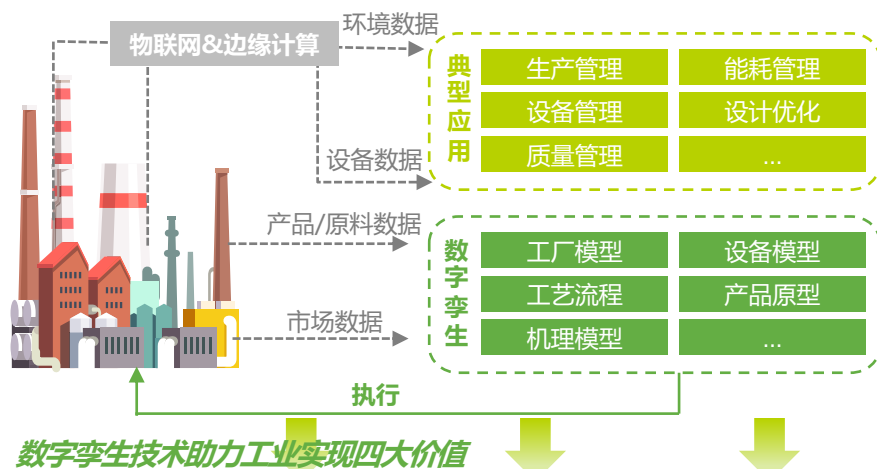 物联网&边缘计算
环境数据
设备数据
产品/原料数据
市场数据
典型应用
生产管理
能耗管理
设备管理
设计优化
质量管理
...
数字孪生
工厂模型
设备模型
工艺流程
产品原型
机理模型
...
执行
数字孪生技术助力工业实现四大价值